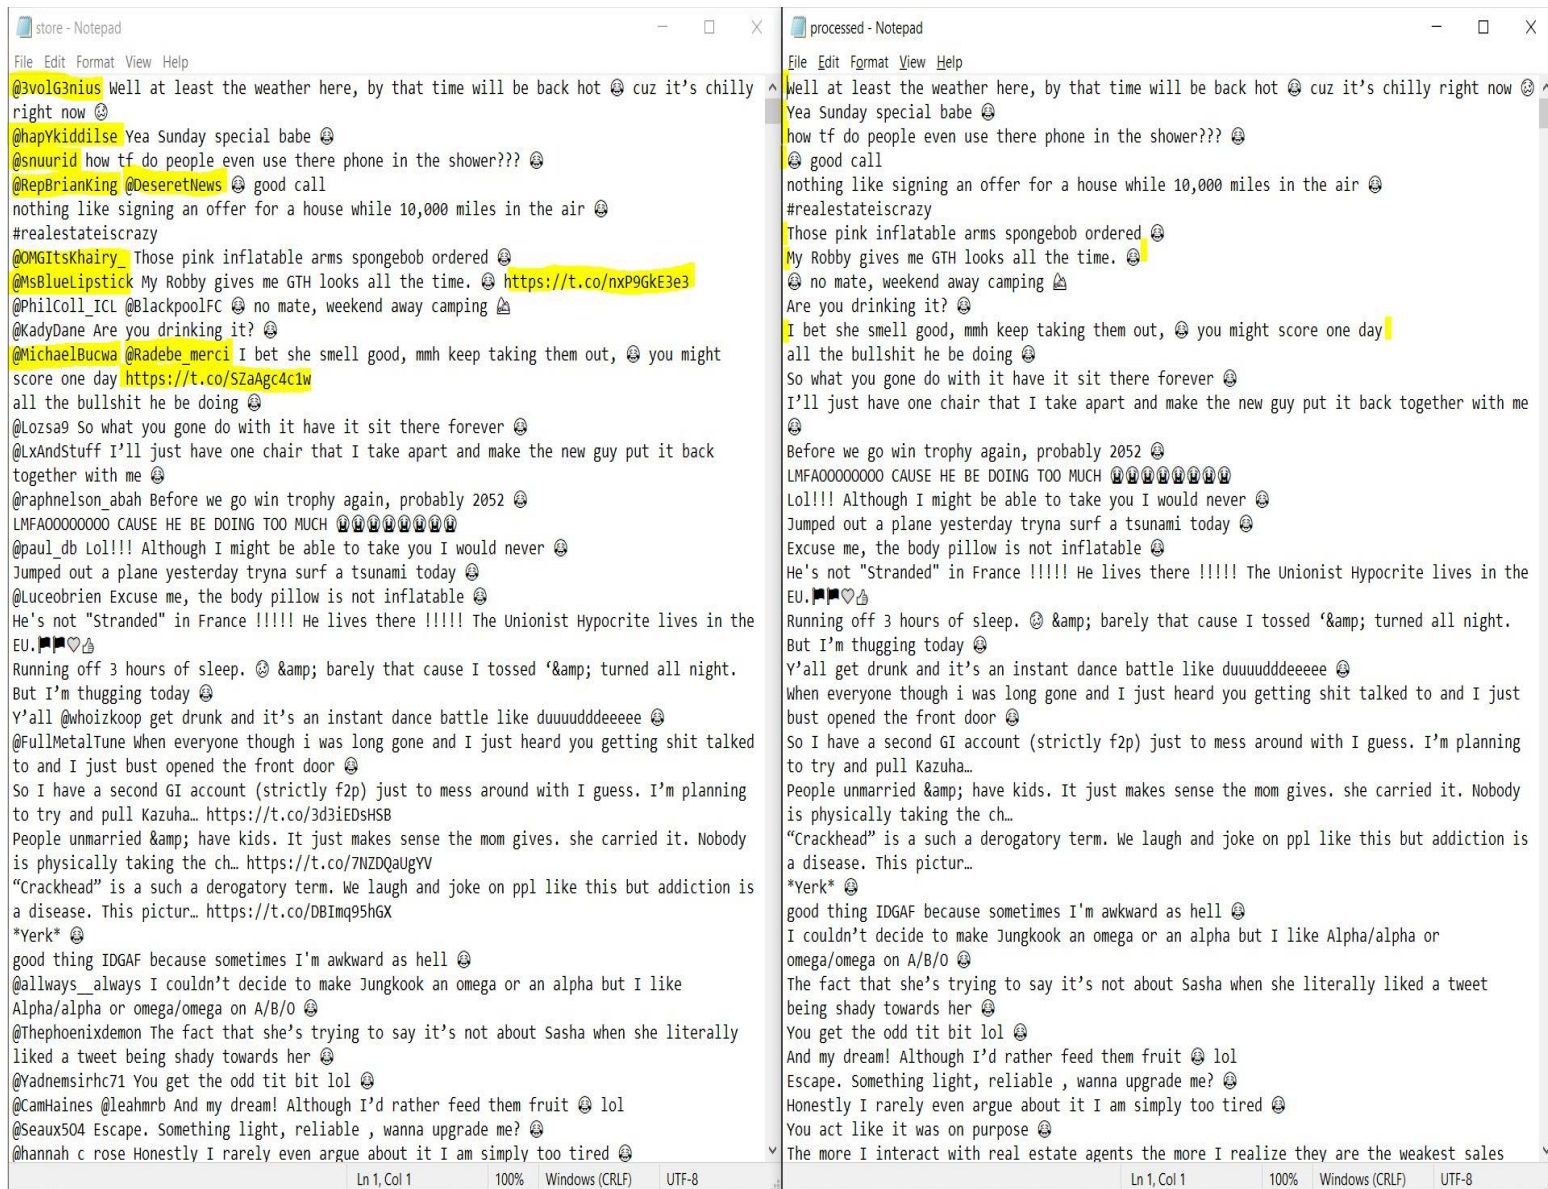 store - Notepad
File Edit Format View Help
@3volG3nius Well at least the weather here, by that time will be back hot 😂 cuz it’s chilly
right now 🥵
@hapYkiddilse Yea Sunday special babe 😂
@snuurid how tf do people even use there phone in the shower??? 😂
@RepBrianKing @DeseretNews 😂 good call
nothing like signing an offer for a house while 10,000 miles in the air 😂
#realestateiscrazy
@OMGItsKhairy_ Those pink inflatable arms spongebob ordered 😂
@MsBlueLipstick My Robby gives me GTH looks all the time. 😂 https://t.co/nxP9GkE3e3
@PhilColl_ICL @BlackpoolFC 😂 no mate, weekend away camping 🏕
@KadyDane Are you drinking it? 😂
@MichaelBucwa @Radebe_merci I bet she smell good, mmh keep taking them out, 😂 you might
score one day https://t.co/SZaAgc4c1w
all the bullshit he be doing 😂
@Lozsa9 So what you gone do with it have it sit there forever 😂
@LxAndStuff I’ll just have one chair that I take apart and make the new guy put it back
together with me 😂
@raphnelson_abah Before we go win trophy again, probably 2052 😂
LMFAOOOOOOOO CAUSE HE BE DOING TOO MUCH 😭😭😭😭😭😭😭😭
@paul_db Lol!!! Although I might be able to take you I would never 😂
Jumped out a plane yesterday tryna surf a tsunami today 😂
@Luceobrien Excuse me, the body pillow is not inflatable 😂
He's not "Stranded" in France !!!!! He lives there !!!!! The Unionist Hypocrite lives in the
EU.🏴🏴♡👍
Running off 3 hours of sleep. 🥵 &amp; barely that cause I tossed ‘&amp; turned all night.
But I’m thugging today 😂
Y’all @whoizkoop get drunk and it’s an instant dance battle like duuuudddeeeee 😂
@FullMetalTune When everyone though i was long gone and I just heard you getting shit talked
to and I just bust opened the front door 😂
So I have a second GI account (strictly f2p) just to mess around with I guess. I’m planning
to try and pull Kazuha… https://t.co/3d3iEDsHSB
People unmarried &amp; have kids. It just makes sense the mom gives. she carried it. Nobody
is physically taking the ch… https://t.co/7NZDQaUgYV
“Crackhead” is a such a derogatory term. We laugh and joke on ppl like this but addiction is
a disease. This pictur… https://t.co/DBImq95hGX
*Yerk* 😂
good thing IDGAF because sometimes I'm awkward as hell 😂
@allways__always I couldn’t decide to make Jungkook an omega or an alpha but I like
Alpha/alpha or omega/omega on A/B/O 😂
@Thephoenixdemon The fact that she’s trying to say it’s not about Sasha when she literally
liked a tweet being shady towards her 😂
@Yadnemsirhc71 You get the odd tit bit lol 😂
@CamHaines @leahmrb And my dream! Although I’d rather feed them fruit 😂 lol
@Seaux504 Escape. Something light, reliable , wanna upgrade me? 😂
@hannah_c_rose Honestly I rarely even argue about it I am simply too tired 😂
Ln 1, Col 1 100% Windows (CRLF) UTF-8
processed - Notepad
File Edit Format View Help
Well at least the weather here, by that time will be back hot 😂 cuz it’s chilly right now 🥵
Yea Sunday special babe 😂
how tf do people even use there phone in the shower??? 😂
😂 good call
nothing like signing an offer for a house while 10,000 miles in the air 😂
#realestateiscrazy
Those pink inflatable arms spongebob ordered 😂
My Robby gives me GTH looks all the time. 😂
😂 no mate, weekend away camping 🏕
Are you drinking it? 😂
I bet she smell good, mmh keep taking them out, 😂 you might score one day
all the bullshit he be doing 😂
So what you gone do with it have it sit there forever 😂
I’ll just have one chair that I take apart and make the new guy put it back together with me
😂
Before we go win trophy again, probably 2052 😂
LMFAOOOOOOOO CAUSE HE BE DOING TOO MUCH 😭😭😭😭😭😭😭😭
Lol!!! Although I might be able to take you I would never 😂
Jumped out a plane yesterday tryna surf a tsunami today 😂
Excuse me, the body pillow is not inflatable 😂
He's not "Stranded" in France !!!!! He lives there !!!!! The Unionist Hypocrite lives in the
EU.🏴🏴♡👍
Running off 3 hours of sleep. 🥵 &amp; barely that cause I tossed ‘&amp; turned all night.
But I’m thugging today 😂
Y’all get drunk and it’s an instant dance battle like duuuudddeeeee 😂
When everyone though i was long gone and I just heard you getting shit talked to and I just
bust opened the front door 😂
So I have a second GI account (strictly f2p) just to mess around with I guess. I’m planning
to try and pull Kazuha…
People unmarried &amp; have kids. It just makes sense the mom gives. she carried it. Nobody
is physically taking the ch…
“Crackhead” is a such a derogatory term. We laugh and joke on ppl like this but addiction is
a disease. This pictur…
*Yerk* 😂
good thing IDGAF because sometimes I'm awkward as hell 😂
I couldn’t decide to make Jungkook an omega or an alpha but I like Alpha/alpha or
omega/omega on A/B/O 😂
The fact that she’s trying to say it’s not about Sasha when she literally liked a tweet
being shady towards her 😂
You get the odd tit bit lol 😂
And my dream! Although I’d rather feed them fruit 😂 lol
Escape. Something light, reliable , wanna upgrade me? 😂
Honestly I rarely even argue about it I am simply too tired 😂
You act like it was on purpose 😂
The more I interact with real estate agents the more I realize they are the weakest sales
Ln 1, Col 1 100% Windows (CRLF) UTF-8